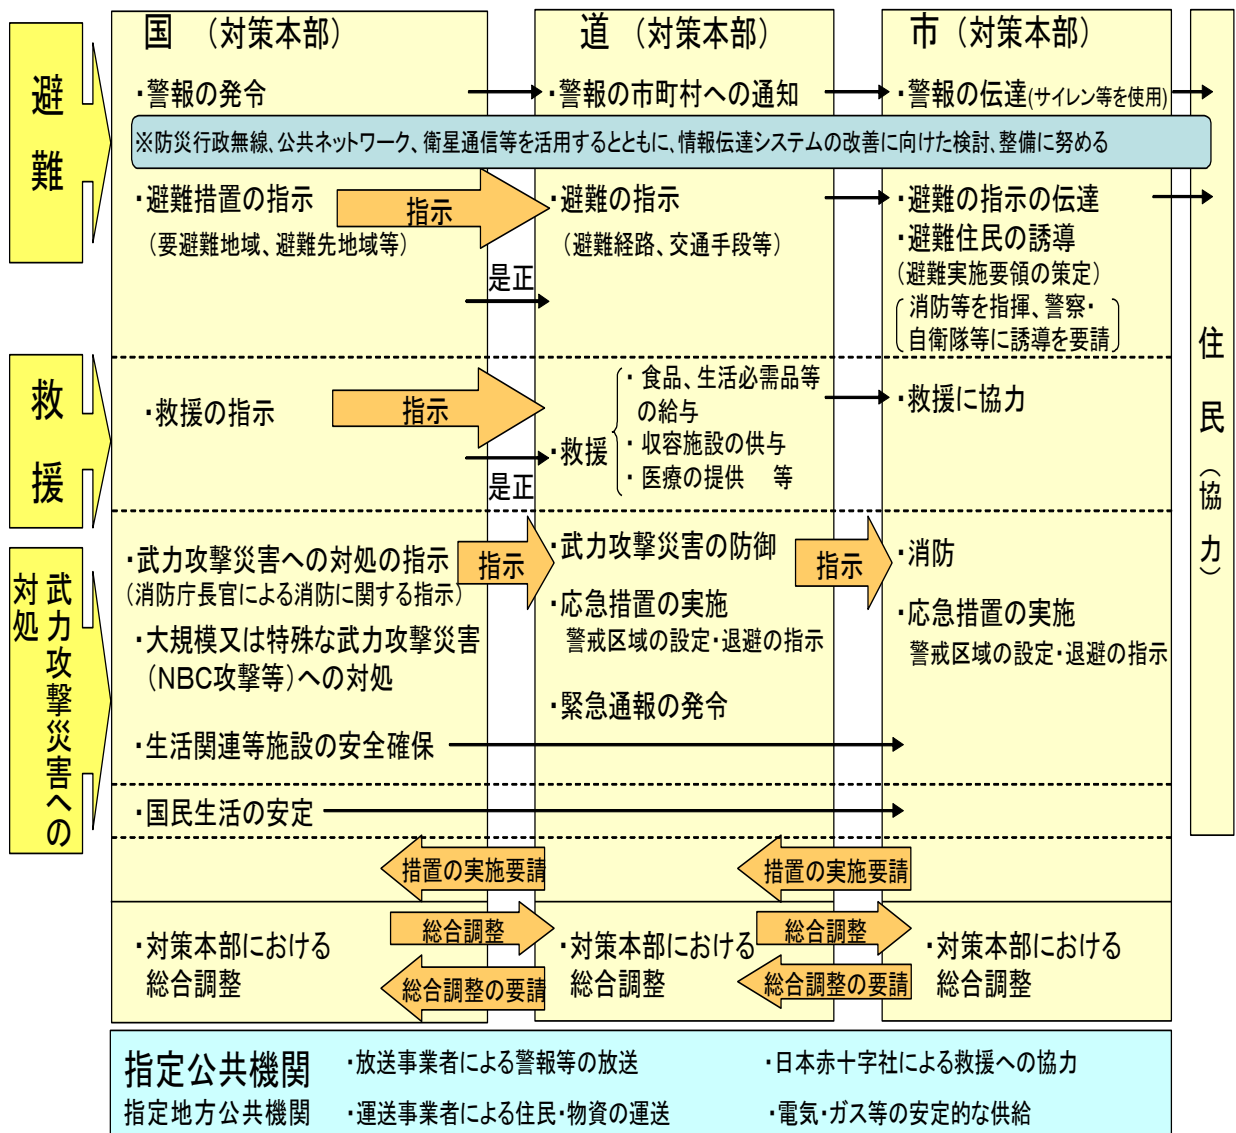 国 (対策本部)
道 (対策本部)
市 (対策本部)
避難
・警報の発令
・警報の市町村への通知
・警報の伝達(サイレン等を使用)
※防災行政無線、公共ネットワーク、衛星通信等を活用するとともに、情報伝達システムの改善に向けた検討、整備に努める
・避難措置の指示
(要避難地域、避難先地域等)
指示
是正
・避難の指示
(避難経路、交通手段等)
・避難の指示の伝達
・避難住民の誘導
(避難実施要領の策定)
消防等を指揮、警察・
自衛隊等に誘導を要請
住民(協力)
救援
・救援の指示
指示
是正
・救援
・食品、生活必需品等
の給与
・収容施設の供与
・医療の提供 等
・救援に協力
武力攻撃災害への
対処
・武力攻撃災害への対処の指示
(消防庁長官による消防に関する指示)
指示
・武力攻撃災害の防御
指示
・消防
・大規模又は特殊な武力攻撃災害
(NBC攻撃等)への対処
・応急措置の実施
警戒区域の設定・退避の指示
・応急措置の実施
警戒区域の設定・退避の指示
・緊急通報の発令
・生活関連等施設の安全確保
・国民生活の安定
措置の実施要請
措置の実施要請
・対策本部における
総合調整
総合調整
総合調整の要請
・対策本部における
総合調整
総合調整
総合調整の要請
・対策本部における
総合調整
指定公共機関
・放送事業者による警報等の放送
・日本赤十字社による救援への協力
指定地方公共機関
・運送事業者による住民・物資の運送
・電気・ガス等の安定的な供給